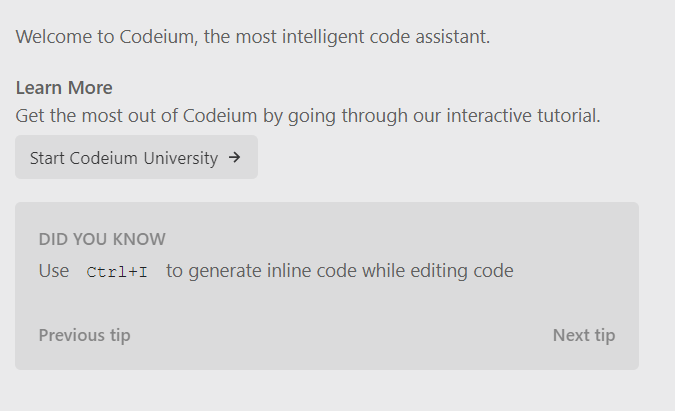 Welcome to Codeium, the most intelligent code assistant.
Learn More
Get the most out of Codeium by going through our interactive tutorial.
Start Codeium University →
DID YOU KNOW
Use Ctrl+I to generate inline code while editing code
Previous tip Next tip